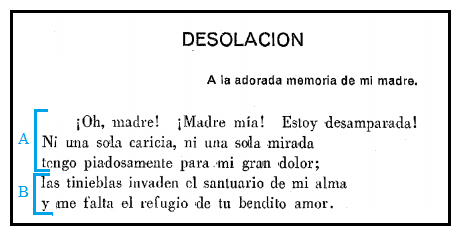 DESOLACION
A la adorada memoria de mi madre.
¡Oh, madre! ¡Madre mía! Estoy desamparada!
A
Ni una sola caricia, ni una sola mirada
tengo piadosamente para mi gran dolor;
B
las tinieblas invaden el santuario de mi alma
y me falta el refugio de tu bendito amor.